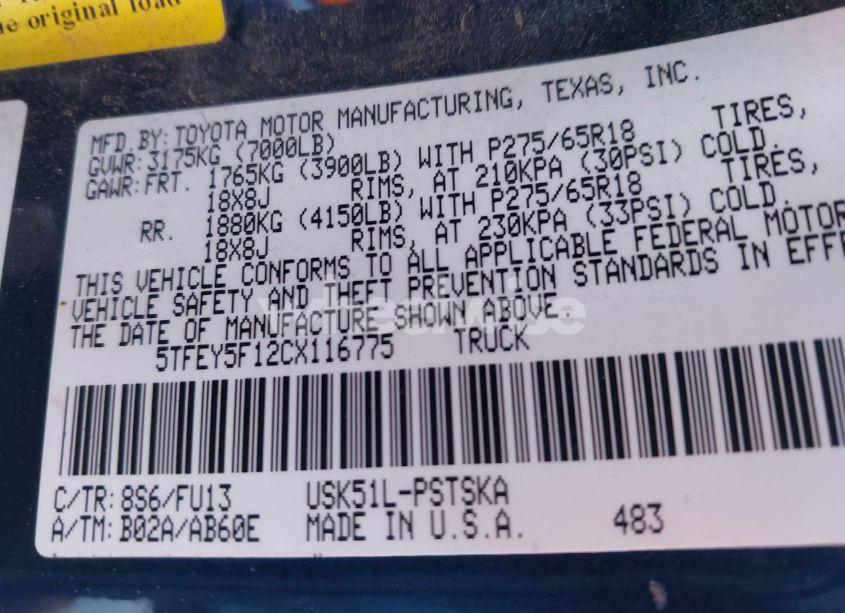 e original load
MFD.BY: TOYOTA MOTOR MANUFACTURING, TEXAS, INC.
GVWR: 3175KG (7000LB)
GAWR: FRT. 1765KG (3900LB) WITH P275/65R18 TIRES,
18X8J RIMS, AT 210KPA (30PSI) COLD.
RR. 1880KG (4150LB) WITH P275/65R18 TIRES,
18X8J RIMS, AT 230KPA (33PSI) COLD.
THIS VEHICLE CONFORMS TO ALL APPLICABLE FEDERAL MOTOR
VEHICLE SAFETY AND THEFT PREVENTION STANDARDS IN EFFE
THE DATE OF MANUFACTURE SHOWN ABOVE.
5TFEY5F12CX116775 TRUCK
C/TR: 8S6/FU13 USK51L-PSTSKA
A/TM: B02A/AB60E MADE IN U.S.A. 483